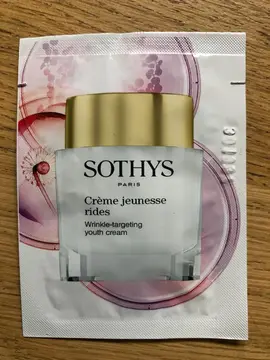 SOTHYS
PARIS
Crème jeunesse
rides
Wrinkle-targeting
youth cream